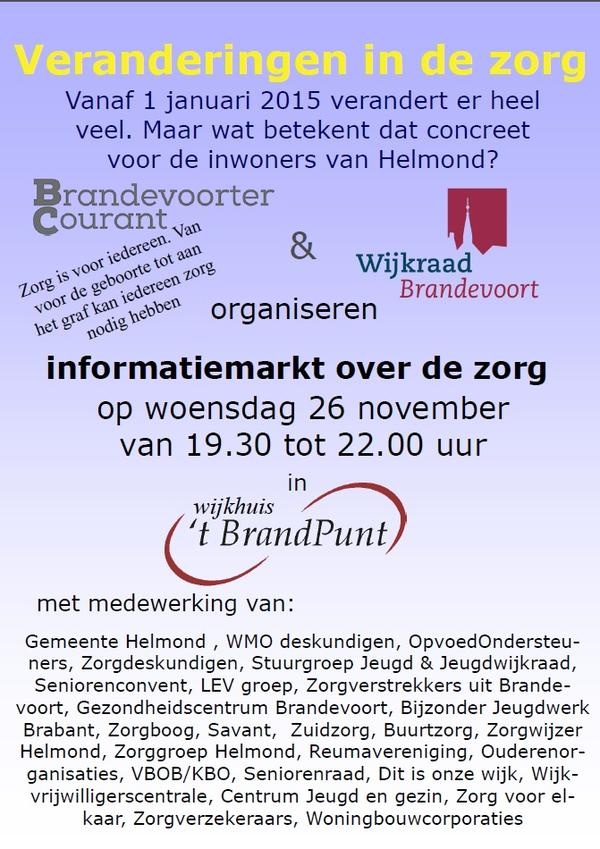 Veranderingen in de zorg
Vanaf 1 januari 2015 verandert er heel
veel. Maar wat betekent dat concreet
voor de inwoners van Helmond?
Brandevoorter
Courant
Zorg is voor iedereen. Van
voor de geboorte tot aan
het graf kan iedereen zorg
nodig hebben
&
Wijkraad
Brandevoort
organiseren
informatiemarkt over de zorg
op woensdag 26 november
van 19.30 tot 22.00 uur
in
wijkhuis
‘t BrandPunt
met medewerking van:
Gemeente Helmond , WMO deskundigen, OpvoedOndersteu-
ners, Zorgdeskundigen, Stuurgroep Jeugd & Jeugdwijkraad,
Seniorenconvent, LEV groep, Zorgverstrekkers uit Brande-
voort, Gezondheidscentrum Brandevoort, Bijzonder Jeugdwerk
Brabant, Zorgboog, Savant, Zuidzorg, Buurtzorg, Zorgwijzer
Helmond, Zorggroep Helmond, Reumavereniging, Ouderenor-
ganisaties, VBOB/KBO, Seniorenraad, Dit is onze wijk, Wijk-
vrijwilligerscentrale, Centrum Jeugd en gezin, Zorg voor el-
kaar, Zorgverzekeraars, Woningbouwcorporaties